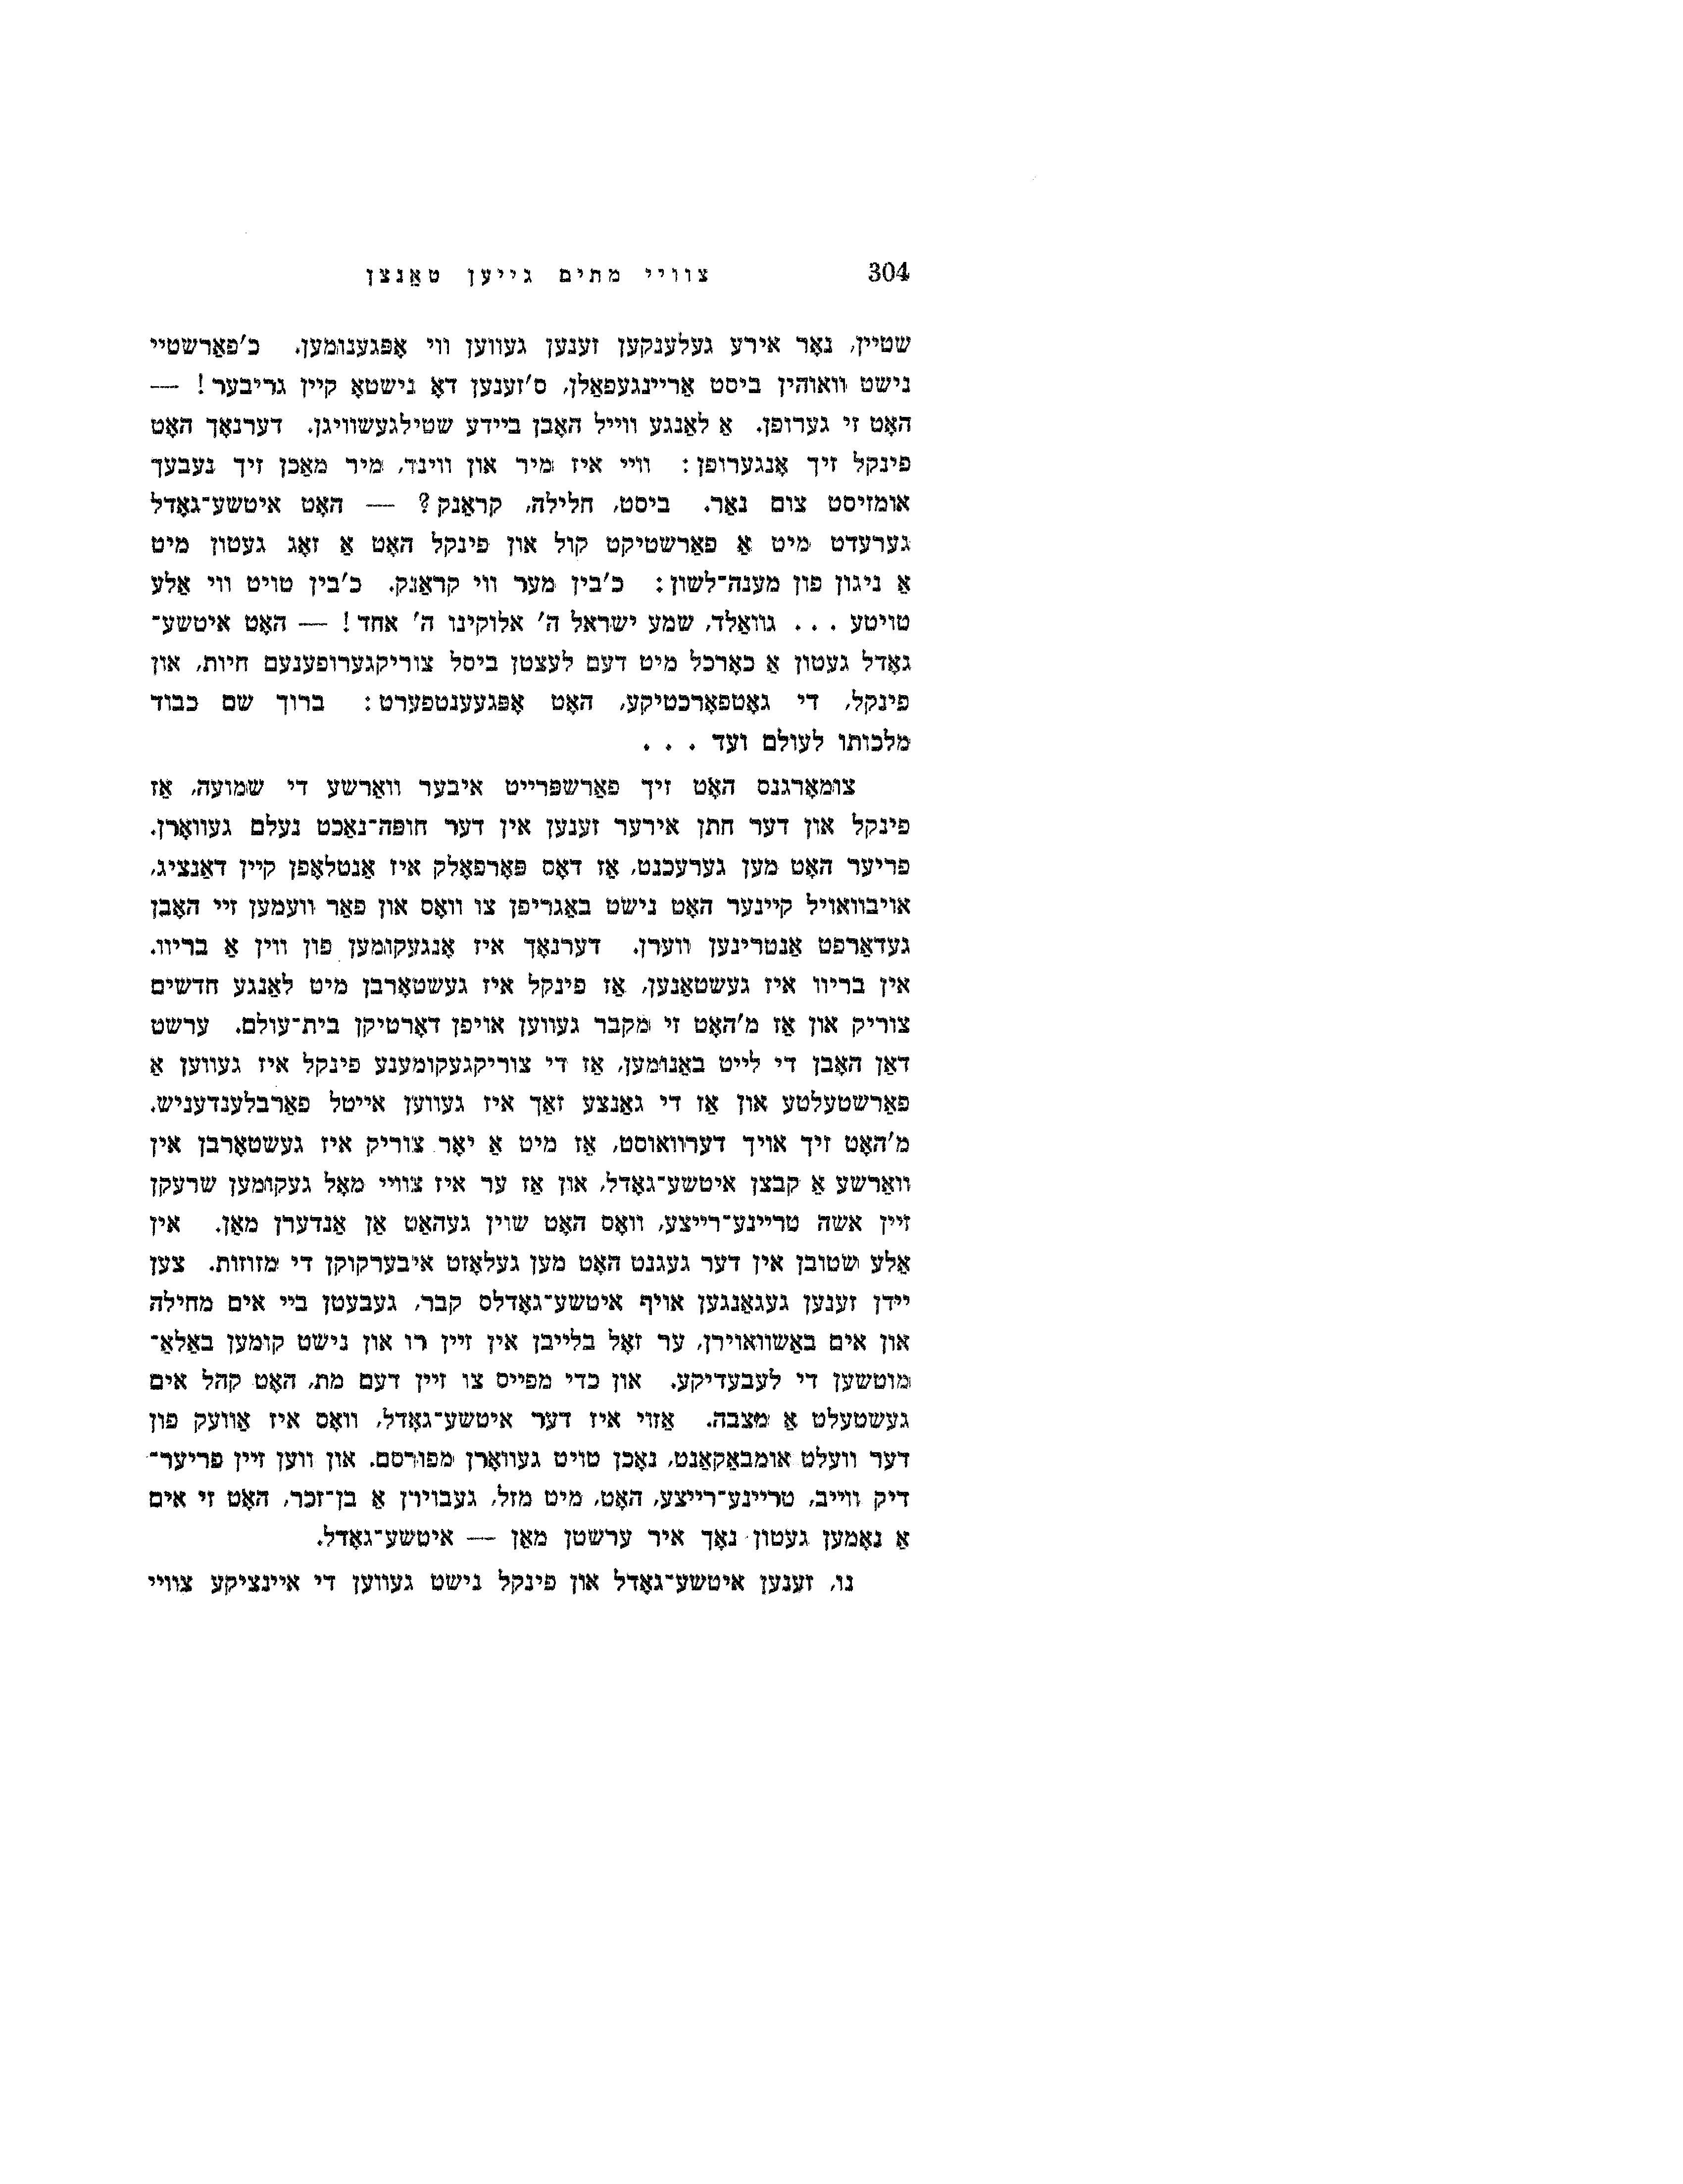 304 צוויי מתים גייען טאַנצן
שטיין, נאָר אירע געלענקען זענען געווען ווי אָפּגענומען. כ'פאַרשטיי
נישט וואוהין ביסט אַריינגעפאַלן, ס'זענען דאָ נישטאָ קיין גריבער! —
האָט זי גערופן. אַ לאַנגע ווייל האָבן ביידע שטילגעשוויגן. דערנאָך האָט
פינקל זיך אָנגערופן: וויי איז מיר און ווינד, מיר מאַכן זיך נעבעך
אומזיסט צום נאַר. ביסט, חלילה, קראַנק? — האָט איטשע־גאָדל
גערעדט מיט אַ פאַרשטיקט קול און פינקל האָט אַ זאָג געטון מיט
אַ ניגון פון מענה־לשון: כ'בין מער ווי קראַנק. כ'בין טויט ווי אַלע
טויטע ... גוואַלד, שמע ישראל ה' אלוקינו ה' אחד! — האָט איטשע־
גאָדל געטון אַ כאָרכל מיט דעם לעצטן ביסל צוריקגערופענעם חיות, און
פינקל, די גאָטפאָרכטיקע, האָט אָפּגעענטפערט: ברוך שם כבוד
מלכותו לעולם ועד ...
צומאָרגנס האָט זיך פאַרשפּרייט איבער וואַרשע די שמועה, אַז
פינקל און דער חתן אירער זענען אין דער חופּה־נאַכט נעלם געוואָרן.
פריער האָט מען גערעכנט, אַז דאָס פּאָרפאָלק איז אַנטלאָפן קיין דאַנציג,
אויבוואויל קיינער האָט נישט באַגריפן צו וואָס און פאַר וועמען זיי האָבן
געדאַרפט אַנטרינען ווערן. דערנאָך איז אָנגעקומען פון ווין אַ בריוו.
אין בריוו איז געשטאַנען, אַז פינקל איז געשטאָרבן מיט לאַנגע חדשים
צוריק און אַז מ'האָט זי מקבר געווען אויפן דאָרטיקן בית־עולם. ערשט
דאַן האָבן די לייט באַנומען, אַז די צוריקגעקומענע פינקל איז געווען אַ
פאַרשטעלטע און אַז די גאַנצע זאַך איז געווען אייטל פאַרבלענדעניש.
מ'האָט זיך אויך דערוואוסט, אַז מיט אַ יאָר צוריק איז געשטאָרבן אין
וואַרשע אַ קבצן איטשע־גאָדל, און אַז ער איז צוויי מאָל געקומען שרעקן
זיין אשה טריינע־רייצע, וואָס האָט שוין געהאַט אַן אַנדערן מאַן. אין
אַלע שטובן אין דער געגנט האָט מען געלאָזט איבערקוקן די מזוזות. צען
יידן זענען געגאַנגען אויף איטשע־גאָדלס קבר, געבעטן ביי אים מחילה
און אים באַשוואוירן, ער זאָל בלייבן אין זיין רו און נישט קומען באַלאַ־
מוטשען די לעבעדיקע. און כדי מפייס צו זיין דעם מת, האָט קהל אים
געשטעלט אַ מצבה. אַזוי איז דער איטשע־גאָדל, וואָס איז אַוועק פון
דער וועלט אומבאַקאַנט, נאָכן טויט געוואָרן מפורסם. און ווען זיין פריער־
דיק ווייב, טריינע־רייצע, האָט, מיט מזל, געבוירן אַ בן־זכר, האָט זי אים
אַ נאָמען געטון נאָך איר ערשטן מאַן — איטשע־גאָדל.
נו, זענען איטשע־גאָדל און פינקל נישט געווען די איינציקע צוויי